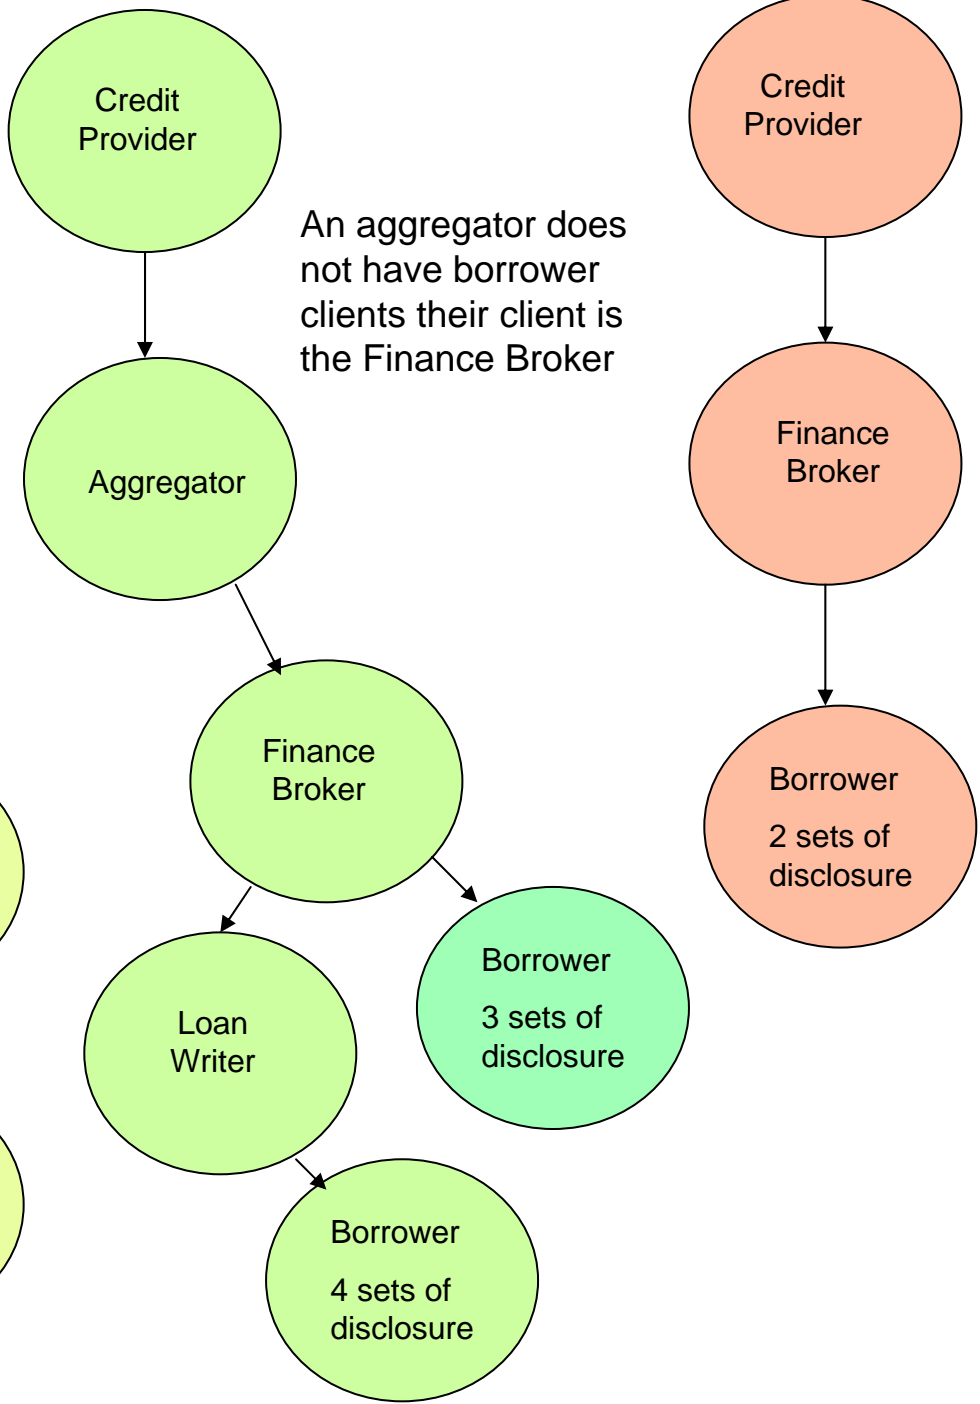 Credit
Provider
An aggregator does
not have borrower
clients their client is
the Finance Broker
Aggregator
Finance
Broker
Loan
Writer
Borrower
3 sets of
disclosure
Borrower
4 sets of
disclosure
Credit
Provider
Finance
Broker
Borrower
2 sets of
disclosure